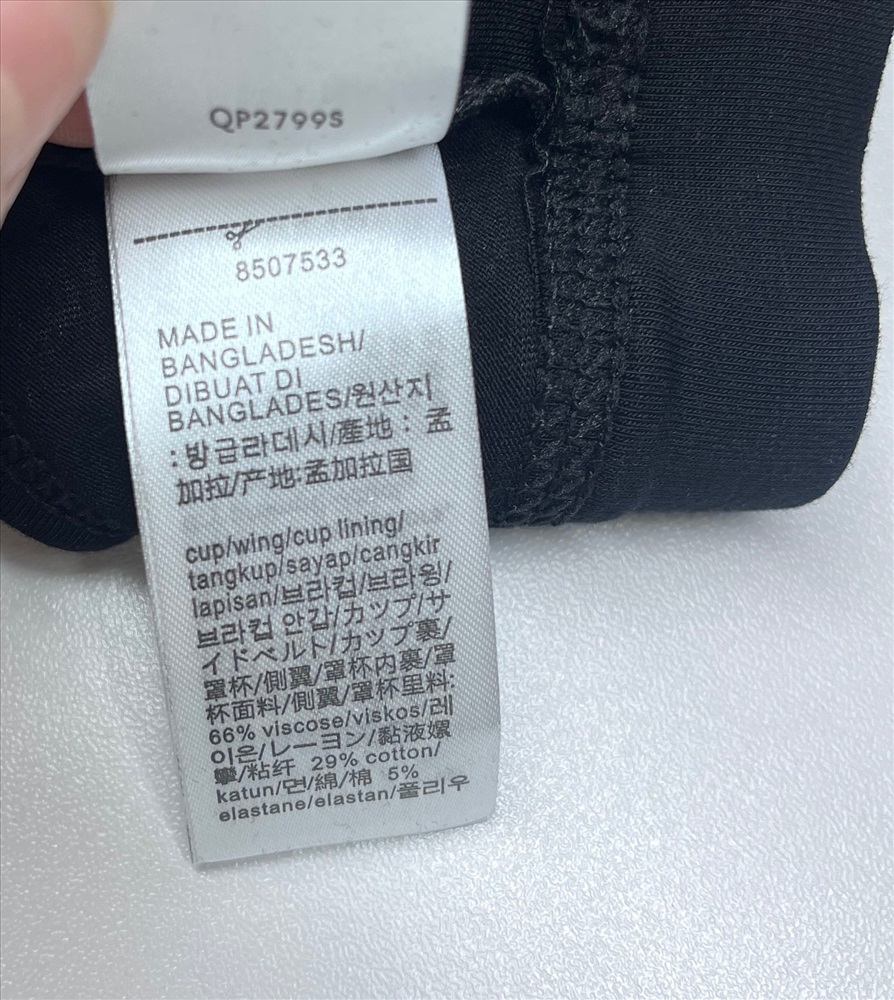 QP2799S
8507533
MADE IN
BANGLADESH/
DIBUAT DI
BANGLADES/원산지
:방글라데시/產地：孟
加拉/产地:孟加拉国
cup/wing/cup lining/
tangkup/sayap/cangkir
lapisan/브라컵/브라윙/
브라컵 안감/カップ/サ
イドベルト/カップ裏/
罩杯/側翼/罩杯內裏/罩
杯面料/側翼/罩杯里料:
66% viscose/viskos/레
이온/レーヨン/黏液嫘
攣/粘纤 29% cotton/
katun/면/綿/棉 5%
elastane/elastan/폴리우